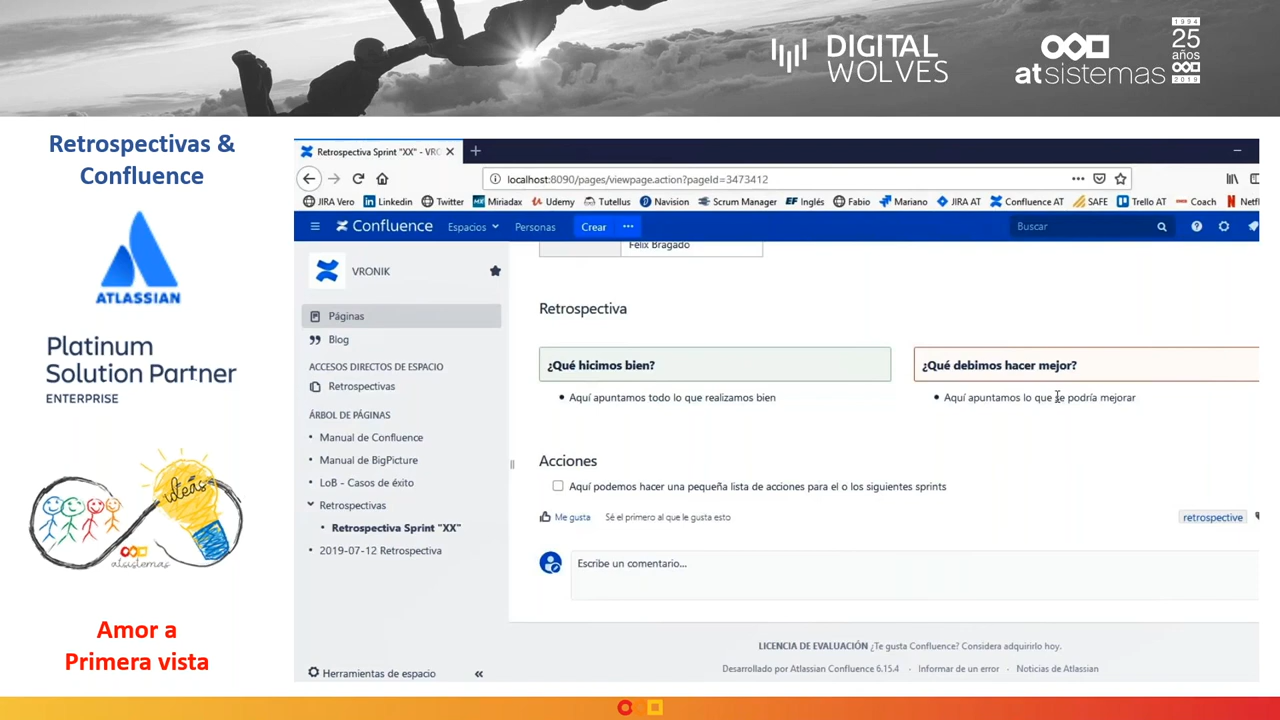 DIGITAL
WOLVES
atsistemas
1994
25
años
2019
Retrospectivas &
Confluence
ATLASSIAN
Platinum
Solution Partner
ENTERPRISE
ideas
atsistemas
Amor a
Primera vista
Retrospectiva Sprint "XX" - VRO
localhost:8090/pages/viewpage.action?pageId=3473412
JIRA Vero Linkedin Twitter Miriadax Udemy Tutellus Navision Scrum Manager EF Inglés Fabio Mariano JIRA AT Confluence AT SAFE Trello AT Coach Netfl
Confluence Espacios Personas Crear ··· Buscar
VRONIK
Páginas
Blog
ACCESOS DIRECTOS DE ESPACIO
Retrospectivas
ÁRBOL DE PÁGINAS
• Manual de Confluence
• Manual de BigPicture
• LoB - Casos de éxito
Retrospectivas
• Retrospectiva Sprint "XX"
• 2019-07-12 Retrospectiva
Herramientas de espacio «
Felix Bragado
Retrospectiva
¿Qué hicimos bien? ¿Qué debimos hacer mejor?
• Aquí apuntamos todo lo que realizamos bien
• Aquí apuntamos lo que se podría mejorar
Acciones
Aquí podemos hacer una pequeña lista de acciones para el o los siguientes sprints
Me gusta Sé el primero al que le gusta esto retrospective
Escribe un comentario...
LICENCIA DE EVALUACIÓN ¿Te gusta Confluence? Considera adquirirlo hoy.
Desarrollado por Atlassian Confluence 6.15.4 · Informar de un error · Noticias de Atlassian